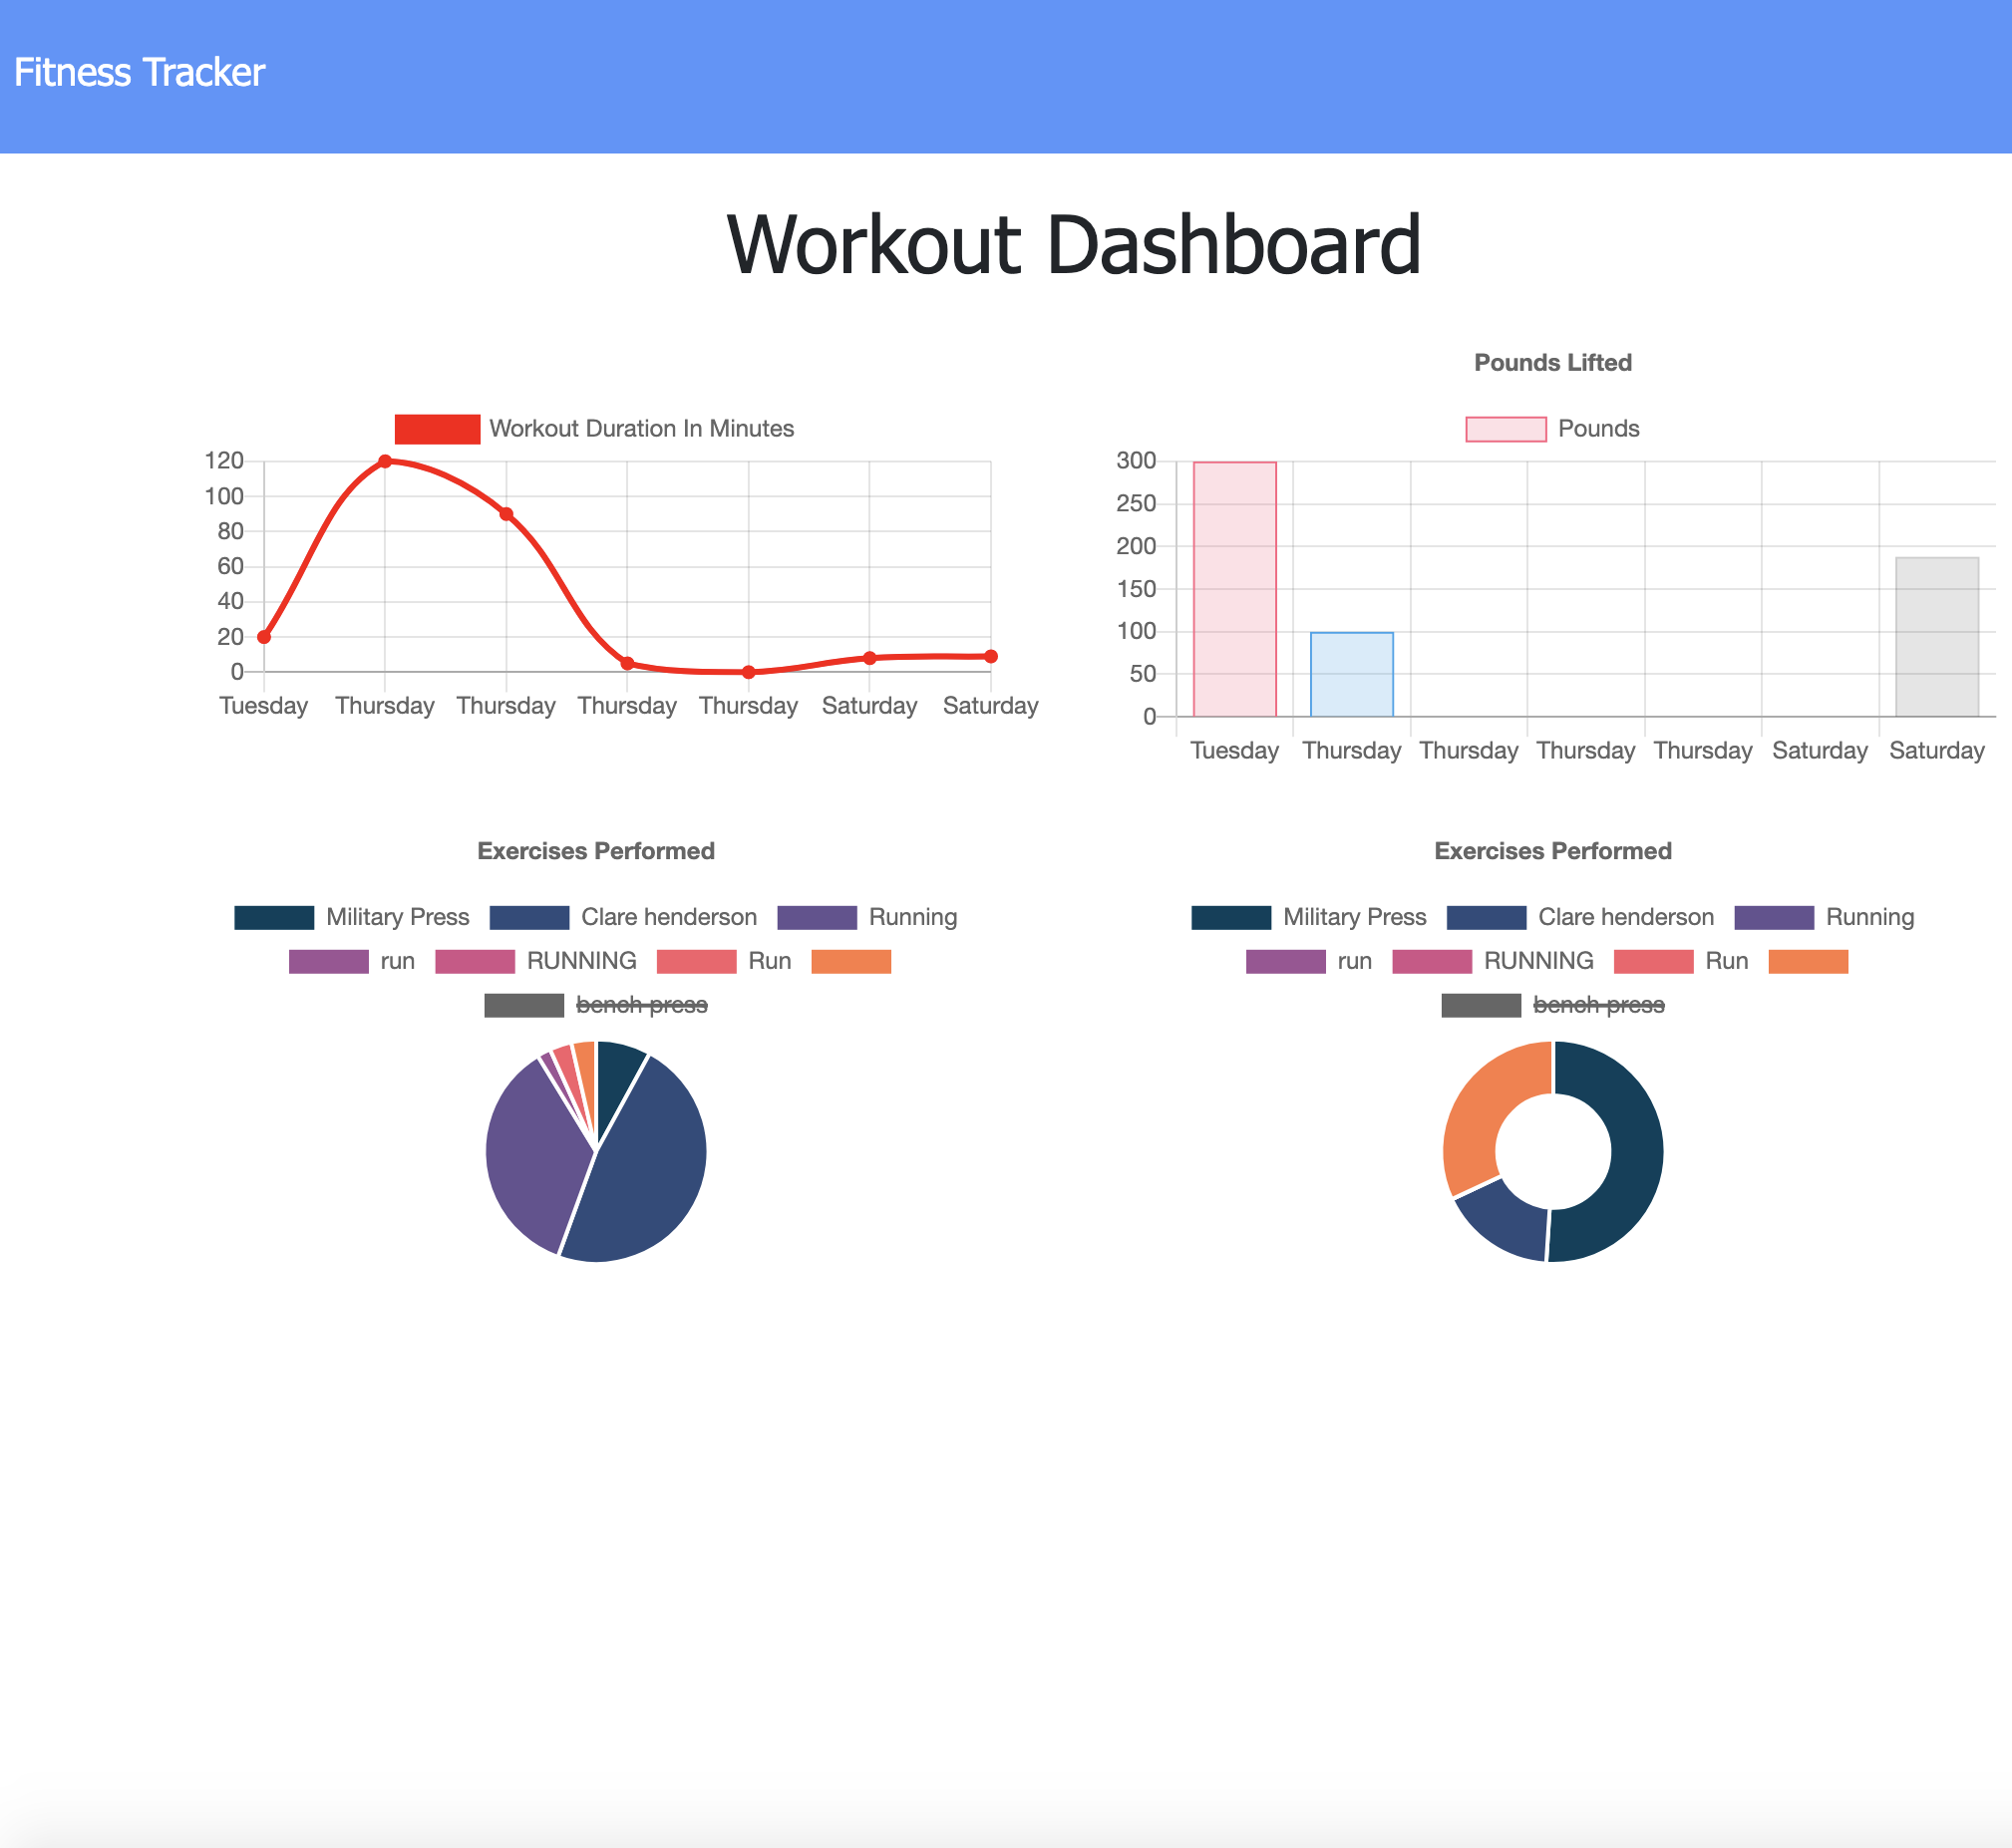 Fitness Tracker
Workout Dashboard
Workout Duration In Minutes
120
100
80
60
40
20
0
Tuesday Thursday Thursday Thursday Thursday Saturday Saturday
Pounds Lifted
Pounds
300
250
200
150
100
50
0
Tuesday Thursday Thursday Thursday Thursday Saturday Saturday
Exercises Performed
Military Press Clare henderson Running
run RUNNING Run
bench press
Exercises Performed
Military Press Clare henderson Running
run RUNNING Run
bench press